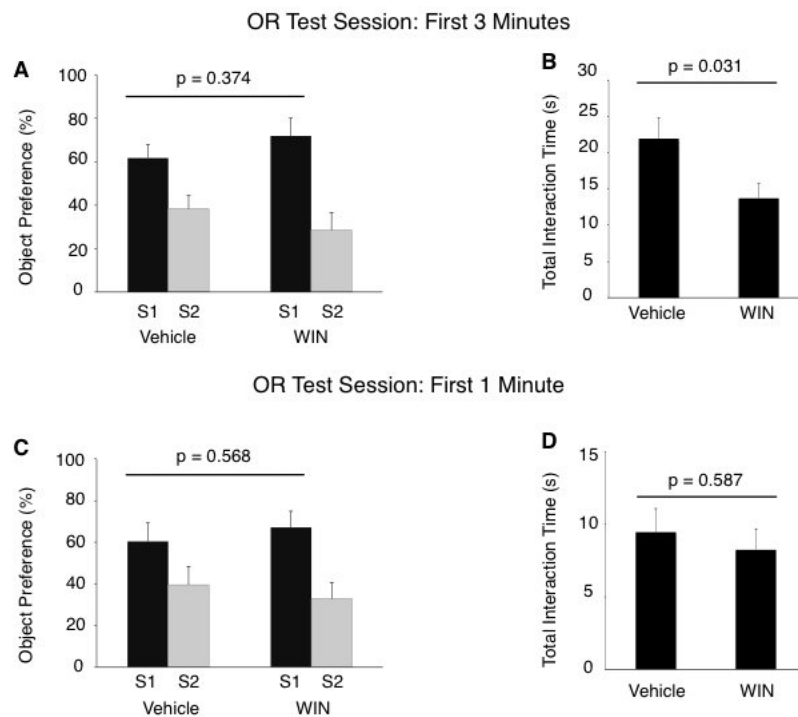 OR Test Session: First 3 Minutes
A
p = 0.374
Object Preference (%)
100
80
60
40
20
0
S1 S2 S1 S2
Vehicle WIN
B
p = 0.031
Total Interaction Time (s)
30
25
20
15
10
5
0
Vehicle WIN
OR Test Session: First 1 Minute
C
p = 0.568
Object Preference (%)
100
80
60
40
20
0
S1 S2 S1 S2
Vehicle WIN
D
p = 0.587
Total Interaction Time (s)
15
10
5
0
Vehicle WIN